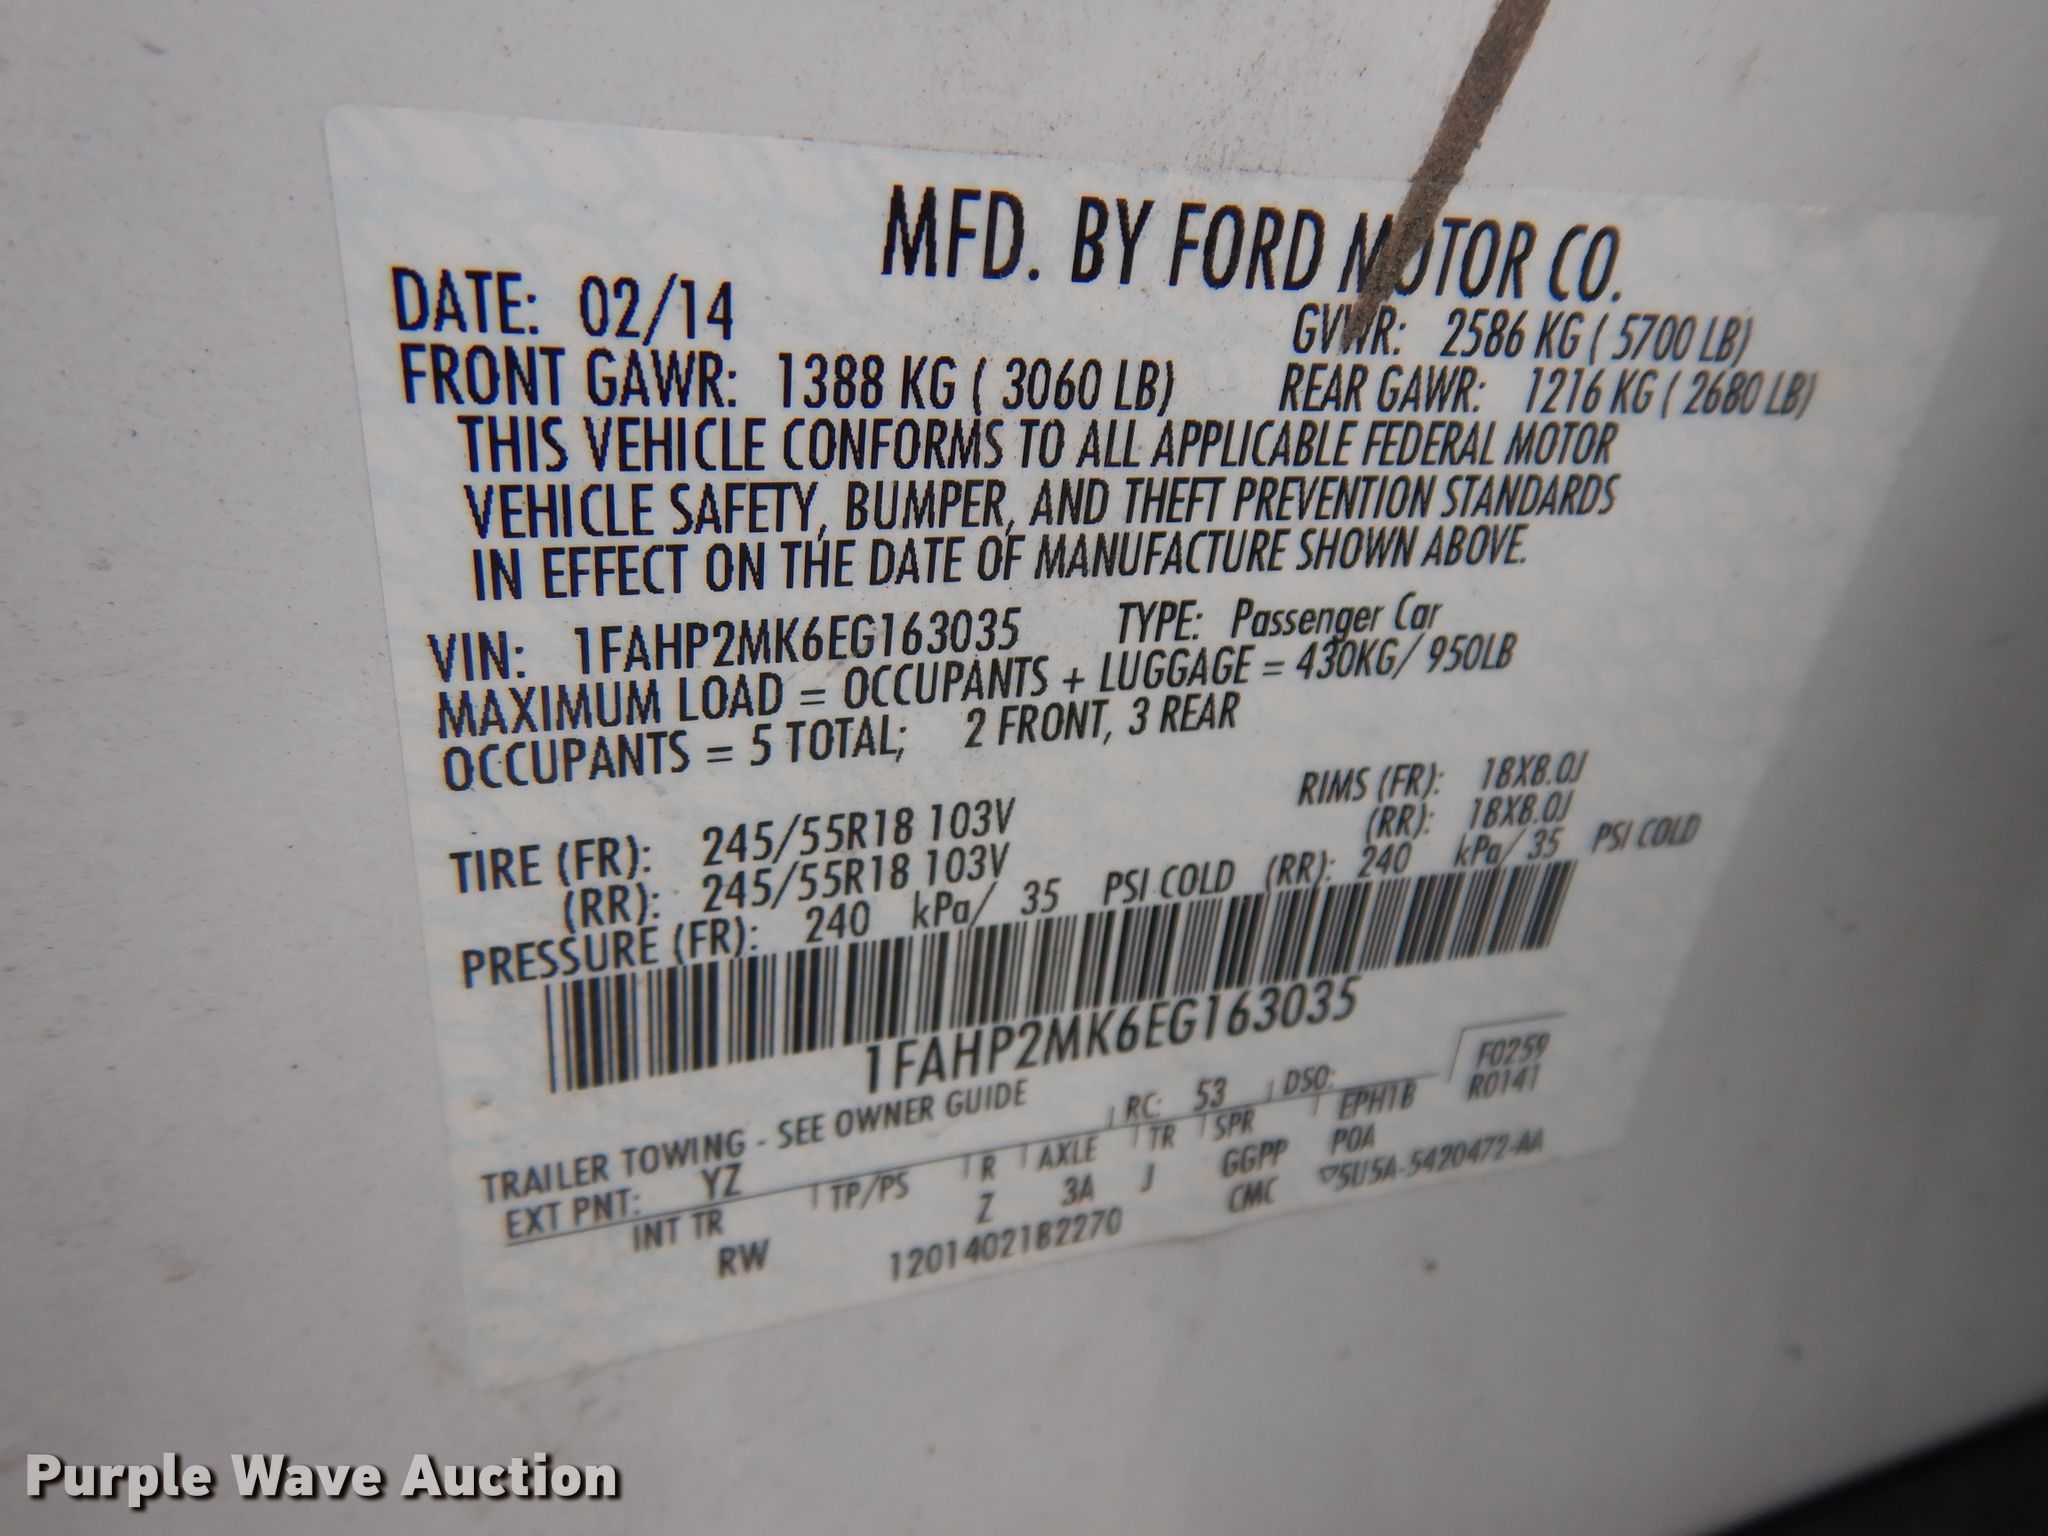 MFD. BY FORD MOTOR CO.
DATE: 02/14
GVWR: 2586 KG ( 5700 LB)
FRONT GAWR: 1388 KG ( 3060 LB)
REAR GAWR: 1216 KG ( 2680 LB)
THIS VEHICLE CONFORMS TO ALL APPLICABLE FEDERAL MOTOR
VEHICLE SAFETY, BUMPER, AND THEFT PREVENTION STANDARDS
IN EFFECT ON THE DATE OF MANUFACTURE SHOWN ABOVE.
VIN: 1FAHP2MK6EG163035 TYPE: Passenger Car
MAXIMUM LOAD = OCCUPANTS + LUGGAGE = 430KG/ 950LB
OCCUPANTS = 5 TOTAL; 2 FRONT, 3 REAR
TIRE (FR): 245/55R18 103V RIMS (FR): 18X8.0J
(RR): 245/55R18 103V (RR): 18X8.0J
PRESSURE (FR): 240 kPa/ 35 PSI COLD (RR): 240 kPa/ 35 PSI COLD
1FAHP2MK6EG163035
F0259
TRAILER TOWING - SEE OWNER GUIDE RC: 53 DSO: R0141
EXT PNT: YZ EPH1B
INT TR TP/PS R AXLE TR SPR POA
RW Z 3A J GGPP
1201402182270 CMC ▽5U5A-5420472-AA
Purple Wave Auction